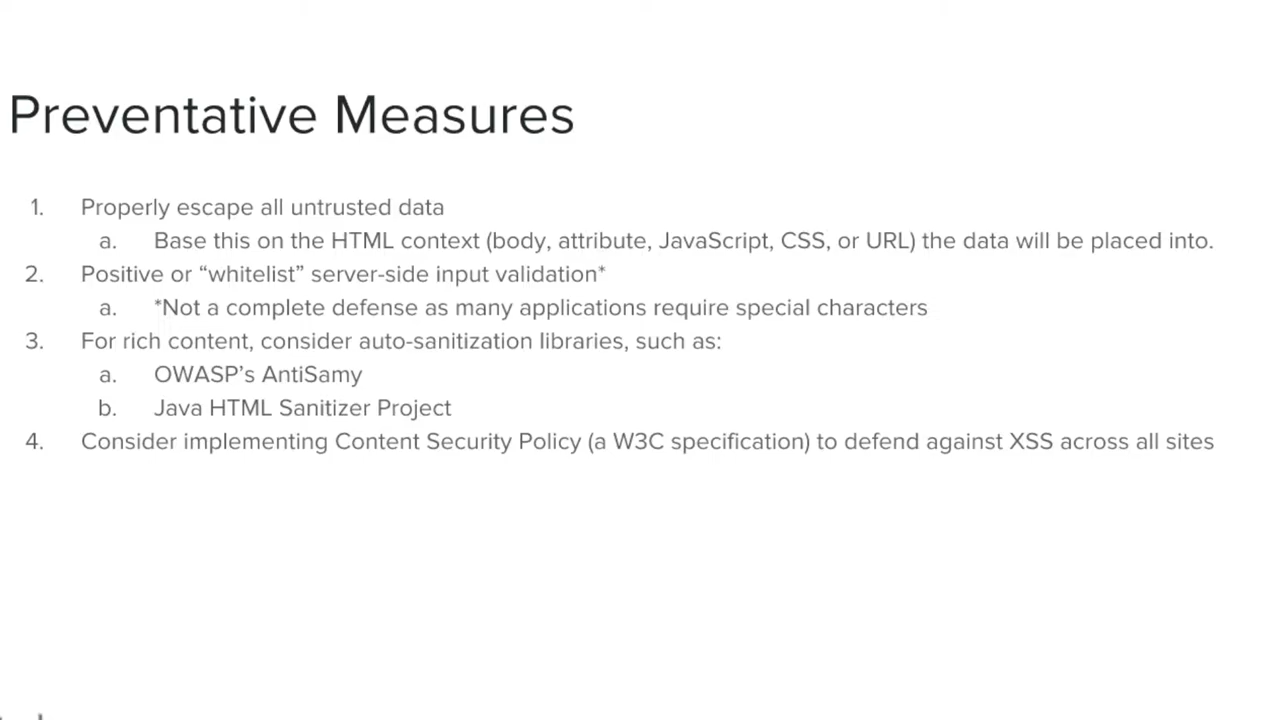 Preventative Measures
1. Properly escape all untrusted data
a. Base this on the HTML context (body, attribute, JavaScript, CSS, or URL) the data will be placed into.
2. Positive or “whitelist” server-side input validation*
a. *Not a complete defense as many applications require special characters
3. For rich content, consider auto-sanitization libraries, such as:
a. OWASP’s AntiSamy
b. Java HTML Sanitizer Project
4. Consider implementing Content Security Policy (a W3C specification) to defend against XSS across all sites